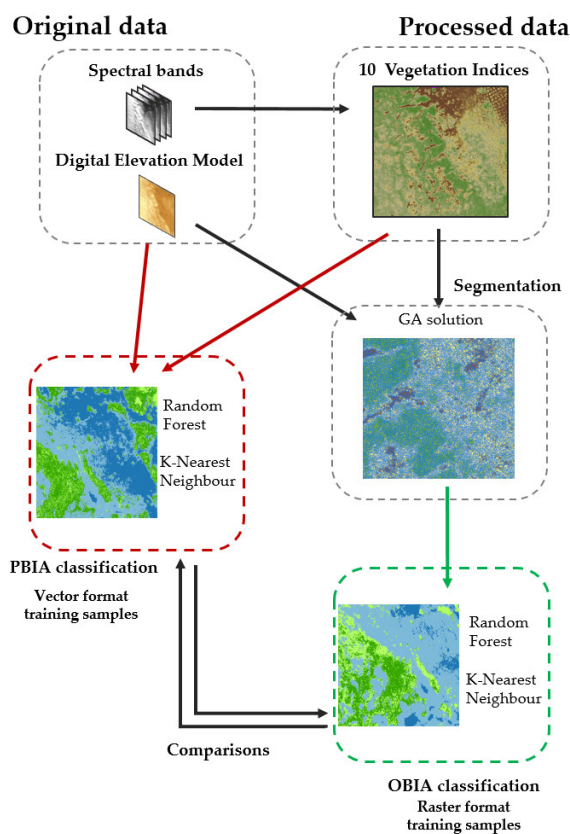 Original data
Processed data
Spectral bands
Digital Elevation Model
10 Vegetation Indices
Segmentation
GA solution
Random
Forest
K-Nearest
Neighbour
PBIA classification
Vector format
training samples
Random
Forest
K-Nearest
Neighbour
Comparisons
OBIA classification
Raster format
training samples